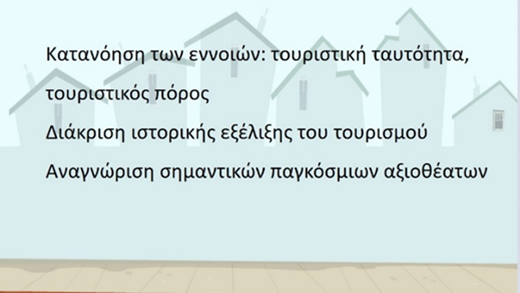 Κατανόηση των εννοιών: τουριστική ταυτότητα,
τουριστικός πόρος
Διάκριση ιστορικής εξέλιξης του τουρισμού
Αναγνώριση σημαντικών παγκόσμιων αξιοθέατων